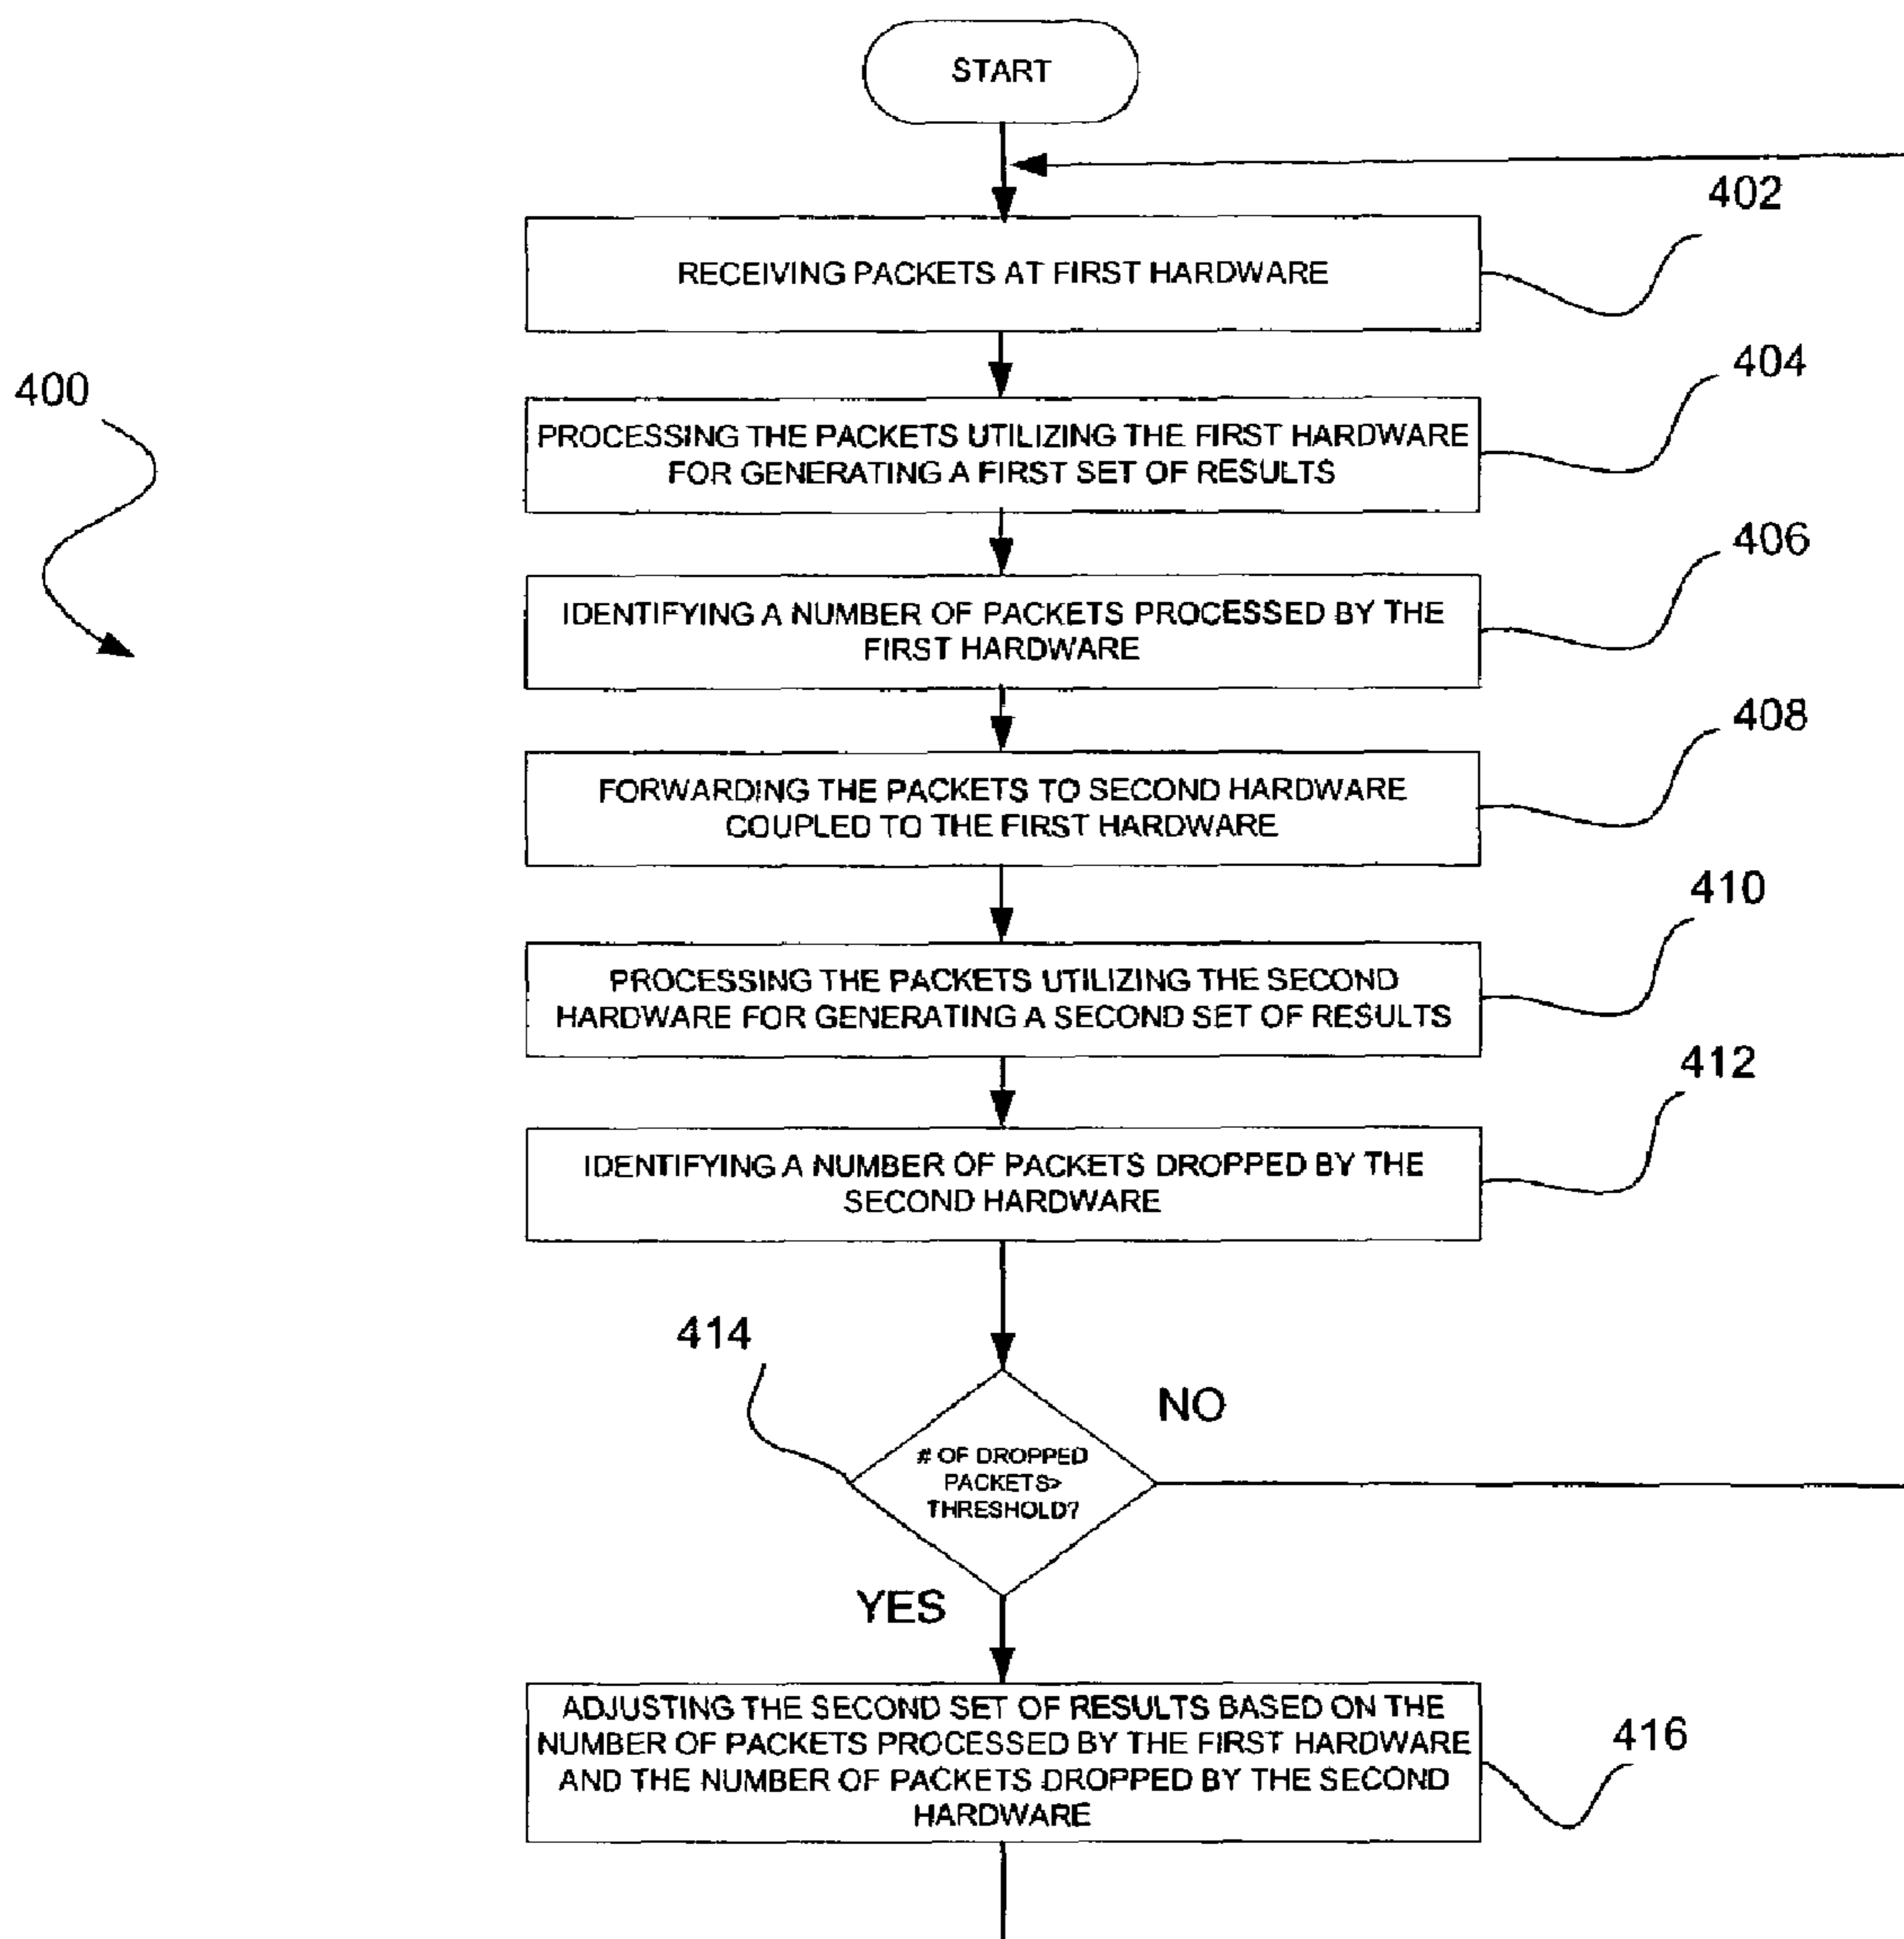 START
402
RECEIVING PACKETS AT FIRST HARDWARE
404
400
PROCESSING THE PACKETS UTILIZING THE FIRST HARDWARE
FOR GENERATING A FIRST SET OF RESULTS
406
IDENTIFYING A NUMBER OF PACKETS PROCESSED BY THE
FIRST HARDWARE
408
FORWARDING THE PACKETS TO SECOND HARDWARE
COUPLED TO THE FIRST HARDWARE
410
PROCESSING THE PACKETS UTILIZING THE SECOND
HARDWARE FOR GENERATING A SECOND SET OF RESULTS
412
IDENTIFYING A NUMBER OF PACKETS DROPPED BY THE
SECOND HARDWARE
414
NO
# OF DROPPED
PACKETS>
THRESHOLD?
YES
ADJUSTING THE SECOND SET OF RESULTS BASED ON THE
NUMBER OF PACKETS PROCESSED BY THE FIRST HARDWARE
AND THE NUMBER OF PACKETS DROPPED BY THE SECOND
HARDWARE
416